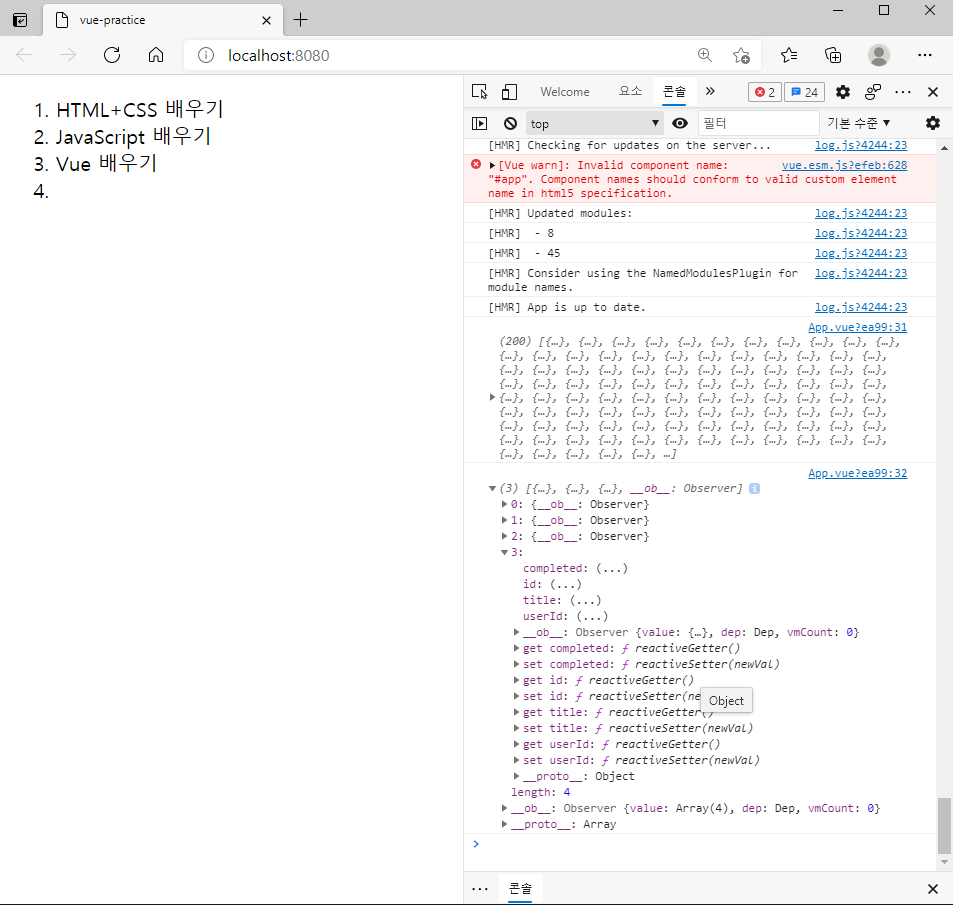 vue-practice
localhost:8080
1. HTML+CSS 배우기
2. JavaScript 배우기
3. Vue 배우기
4.
Welcome 요소 콘솔 2 24
top 필터 기본 수준
[HMR] Checking for updates on the server... log.js?4244:23
[Vue warn]: Invalid component name: vue.esm.js?efeb:628
"#app". Component names should conform to valid custom element
name in html5 specification.
[HMR] Updated modules: log.js?4244:23
[HMR]  - 8 log.js?4244:23
[HMR]  - 45 log.js?4244:23
[HMR] Consider using the NamedModulesPlugin for log.js?4244:23
module names.
[HMR] App is up to date. log.js?4244:23
App.vue?ea99:31
(200) [{…}, {…}, {…}, {…}, {…}, {…}, {…}, {…}, {…}, {…}, {…},
{…}, {…}, {…}, {…}, {…}, {…}, {…}, {…}, {…}, {…}, {…}, {…},
{…}, {…}, {…}, {…}, {…}, {…}, {…}, {…}, {…}, {…}, {…}, {…},
{…}, {…}, {…}, {…}, {…}, {…}, {…}, {…}, {…}, {…}, {…}, {…},
{…}, {…}, {…}, {…}, {…}, {…}, {…}, {…}, {…}, {…}, {…}, {…},
{…}, {…}, {…}, {…}, {…}, {…}, {…}, {…}, {…}, {…}, {…}, {…},
{…}, {…}, {…}, {…}, {…}, {…}, {…}, {…}, {…}, {…}, {…}, {…},
{…}, {…}, {…}, {…}, {…}, {…}, {…}, {…}, {…}, {…}, {…}, {…},
{…}, {…}, {…}, {…}, {…}, …]
App.vue?ea99:32
(3) [{…}, {…}, {…}, __ob__: Observer]
0: {__ob__: Observer}
1: {__ob__: Observer}
2: {__ob__: Observer}
3:
completed: (...)
id: (...)
title: (...)
userId: (...)
__ob__: Observer {value: {…}, dep: Dep, vmCount: 0}
get completed: ƒ reactiveGetter()
set completed: ƒ reactiveSetter(newVal)
get id: ƒ reactiveGetter()
set id: ƒ reactiveSetter(ne
Object
get title: ƒ reactiveGetter()
set title: ƒ reactiveSetter(newVal)
get userId: ƒ reactiveGetter()
set userId: ƒ reactiveSetter(newVal)
__proto__: Object
length: 4
__ob__: Observer {value: Array(4), dep: Dep, vmCount: 0}
__proto__: Array
콘솔